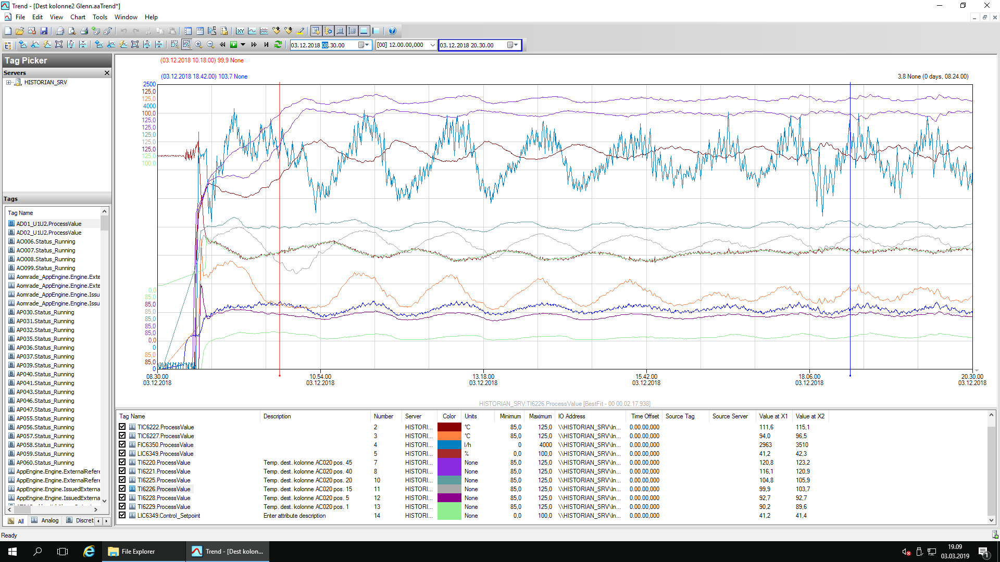 Trend - [Dest kolonne2 Glenn.aaTrend*]
File Edit View Chart Tools Window Help
03.12.2018 08.30.00 [00] 12.00.00,000 03.12.2018 20.30.00
Tag Picker
Servers
HISTORIAN_SRV
Tags
Tag Name
AD01_U1U2.ProcessValue
AD02_U1U2.ProcessValue
AO006.Status_Running
AO007.Status_Running
AO008.Status_Running
AO099.Status_Running
Aomrade_AppEngine.Engine.Exte
Aomrade_AppEngine.Engine.Exte
Aomrade_AppEngine.Engine.Issu
Aomrade_AppEngine.Engine.Issu
AP030.Status_Running
AP031.Status_Running
AP032.Status_Running
AP035.Status_Running
AP036.Status_Running
AP037.Status_Running
AP039.Status_Running
AP040.Status_Running
AP041.Status_Running
AP043.Status_Running
AP046.Status_Running
AP047.Status_Running
AP055.Status_Running
AP056.Status_Running
AP057.Status_Running
AP058.Status_Running
AP059.Status_Running
AP060.Status_Running
AppEngine.Engine.ExternalRefere
AppEngine.Engine.ExternalRefere
AppEngine.Engine.IssuedExterna
AppEngine.Engine.IssuedExterna
All Analog Discret
(03.12.2018 10.18.00) 99,9 None
(03.12.2018 18.42.00) 103,7 None
3,8 None (0 days, 08.24.00)
2500
125,0
125,0
4000
100,0
125,0
125,0
125,0
125,0
125,0
100,0
0,0
85,0
85,0
85,0
85,0
85,0
85,0
0,0
0
85,0
85,0
0
08.30.00 10.54.00 13.18.00 15.42.00 18.06.00 20.30.00
03.12.2018 03.12.2018 03.12.2018 03.12.2018 03.12.2018 03.12.2018
HISTORIAN_SRV:TI6226.ProcessValue [BestFit - 00 00.02.17.938]
Tag Name Description Number Server Color Units Minimum Maximum IO Address Time Offset Source Tag Source Server Value at X1 Value at X2
TIC6222.ProcessValue 2 HISTORI... °C 85,0 125,0 \\HISTORIAN_SRV\In... 0.00.00,000 111,6 115,1
TIC6227.ProcessValue 3 HISTORI... °C 85,0 125,0 \\HISTORIAN_SRV\In... 0.00.00,000 94,0 96,5
FIC6350.ProcessValue 4 HISTORI... l/h 0 4000 \\HISTORIAN_SRV\In... 0.00.00,000 2963 3510
LIC6349.ProcessValue 5 HISTORI... % 0,0 100,0 \\HISTORIAN_SRV\In... 0.00.00,000 41,2 42,3
TI6220.ProcessValue Temp. dest. kolonne AC020 pos. 45 7 HISTORI... None 85,0 125,0 \\HISTORIAN_SRV\In... 0.00.00,000 120,8 123,2
TI6221.ProcessValue Temp. dest. kolonne AC020 pos. 40 8 HISTORI... None 85,0 125,0 \\HISTORIAN_SRV\In... 0.00.00,000 116,1 120,9
TI6225.ProcessValue Temp. dest. kolonne AC020 pos. 20 10 HISTORI... None 85,0 125,0 \\HISTORIAN_SRV\In... 0.00.00,000 104,8 105,9
TI6226.ProcessValue Temp. dest. kolonne AC020 pos. 15 11 HISTORI... None 85,0 125,0 \\HISTORIAN_SRV\In... 0.00.00,000 99,9 103,7
TI6228.ProcessValue Temp. dest. kolonne AC020 pos. 5 12 HISTORI... None 85,0 125,0 \\HISTORIAN_SRV\In... 0.00.00,000 92,7 92,7
TI6229.ProcessValue Temp. dest. kolonne AC020 pos. 1 13 HISTORI... None 85,0 125,0 \\HISTORIAN_SRV\In... 0.00.00,000 90,2 89,6
LIC6349.Control_Setpoint Enter attribute description 14 HISTORI... None 0,0 100,0 \\HISTORIAN_SRV\In... 0.00.00,000 41,2 41,4
Ready
File Explorer Trend - [Dest kolon...
19.09
03.03.2019
1